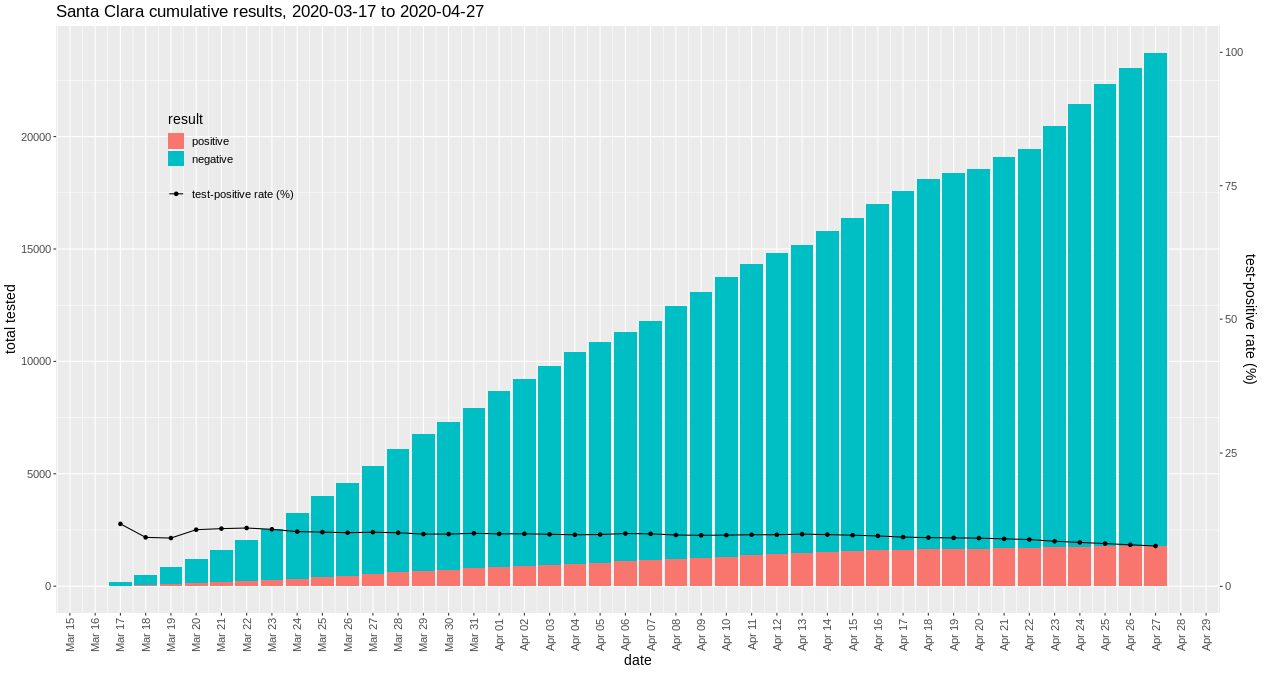 Santa Clara cumulative results, 2020-03-17 to 2020-04-27
result
positive
negative
test-positive rate (%)
total tested
20000
15000
10000
5000
0
100
75
50
25
0
test-positive rate (%)
Mar 15
Mar 16
Mar 17
Mar 18
Mar 19
Mar 20
Mar 21
Mar 22
Mar 23
Mar 24
Mar 25
Mar 26
Mar 27
Mar 28
Mar 29
Mar 30
Mar 31
Apr 01
Apr 02
Apr 03
Apr 04
Apr 05
Apr 06
Apr 07
Apr 08
Apr 09
Apr 10
Apr 11
Apr 12
Apr 13
Apr 14
Apr 15
Apr 16
Apr 17
Apr 18
Apr 19
Apr 20
Apr 21
Apr 22
Apr 23
Apr 24
Apr 25
Apr 26
Apr 27
Apr 28
Apr 29
date